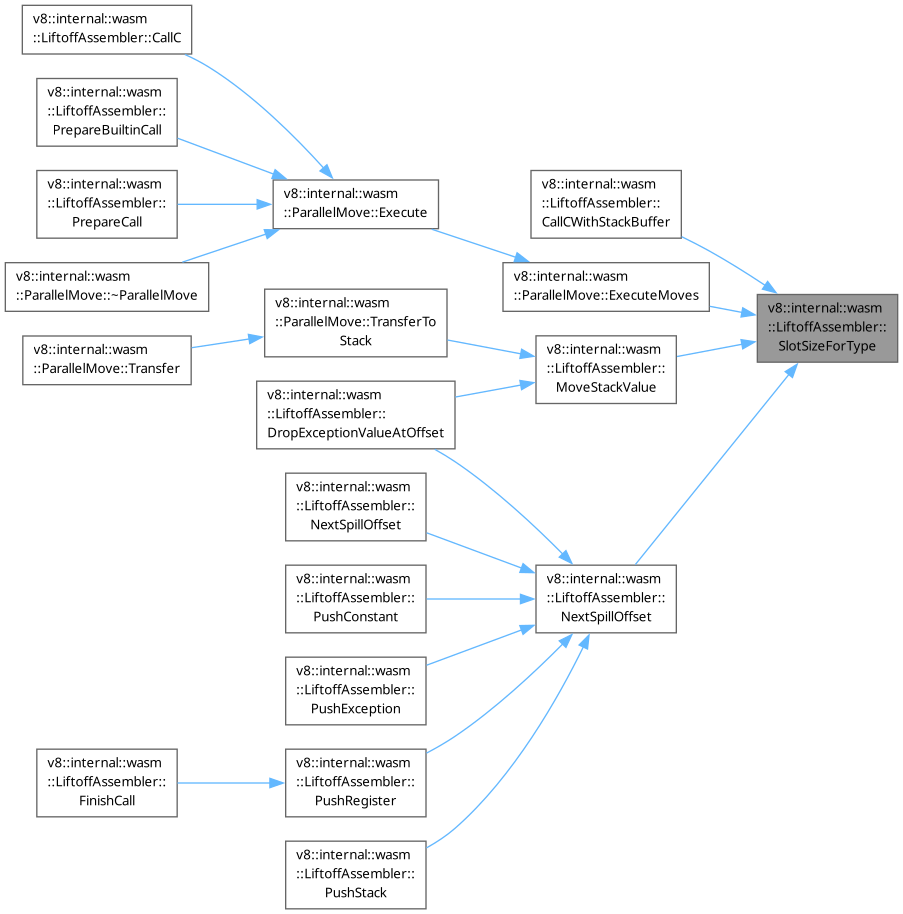 v8::internal::wasm
::LiftoffAssembler::CallC
v8::internal::wasm
::LiftoffAssembler::
PrepareBuiltinCall
v8::internal::wasm
::LiftoffAssembler::
PrepareCall
v8::internal::wasm
::ParallelMove::~ParallelMove
v8::internal::wasm
::ParallelMove::Execute
v8::internal::wasm
::LiftoffAssembler::
CallCWithStackBuffer
v8::internal::wasm
::ParallelMove::ExecuteMoves
v8::internal::wasm
::LiftoffAssembler::
SlotSizeForType
v8::internal::wasm
::ParallelMove::TransferTo
Stack
v8::internal::wasm
::ParallelMove::Transfer
v8::internal::wasm
::LiftoffAssembler::
MoveStackValue
v8::internal::wasm
::LiftoffAssembler::
DropExceptionValueAtOffset
v8::internal::wasm
::LiftoffAssembler::
NextSpillOffset
v8::internal::wasm
::LiftoffAssembler::
PushConstant
v8::internal::wasm
::LiftoffAssembler::
NextSpillOffset
v8::internal::wasm
::LiftoffAssembler::
PushException
v8::internal::wasm
::LiftoffAssembler::
FinishCall
v8::internal::wasm
::LiftoffAssembler::
PushRegister
v8::internal::wasm
::LiftoffAssembler::
PushStack